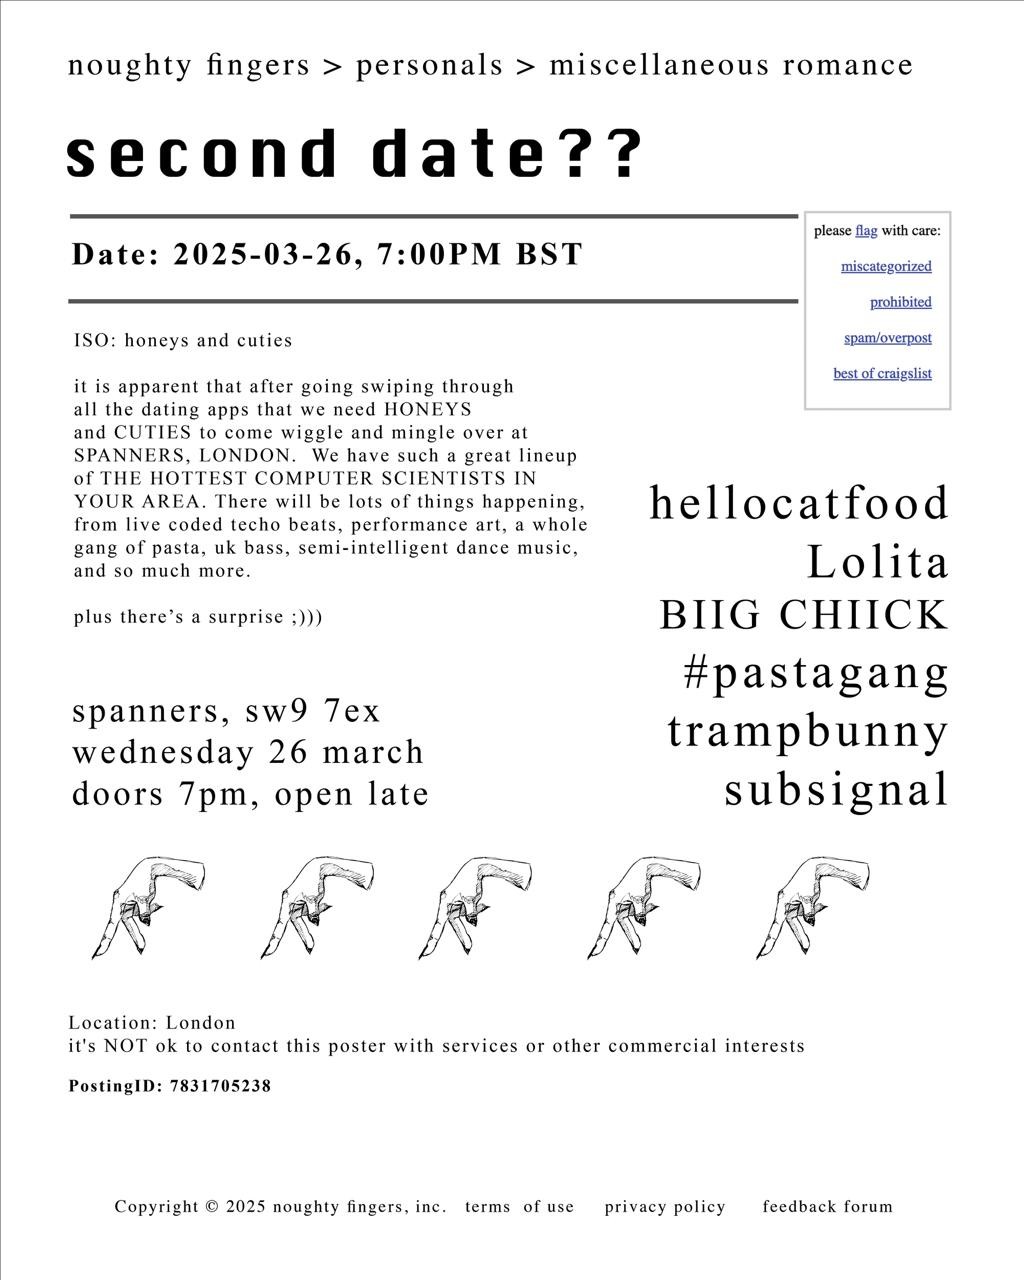 noughty fingers > personals > miscellaneous romance
second date??
Date: 2025-03-26, 7:00PM BST
please flag with care:
miscategorized
prohibited
spam/overpost
best of craigslist
ISO: honeys and cuties
it is apparent that after going swiping through
all the dating apps that we need HONEYS
and CUTIES to come wiggle and mingle over at
SPANNERS, LONDON.  We have such a great lineup
of THE HOTTEST COMPUTER SCIENTISTS IN
YOUR AREA. There will be lots of things happening,
from live coded techo beats, performance art, a whole
gang of pasta, uk bass, semi-intelligent dance music,
and so much more.
plus there’s a surprise ;)))
hellocatfood
Lolita
BIIG CHIICK
#pastagang
trampbunny
subsignal
spanners, sw9 7ex
wednesday 26 march
doors 7pm, open late
Location: London
it's NOT ok to contact this poster with services or other commercial interests
PostingID: 7831705238
Copyright © 2025 noughty fingers, inc. terms of use privacy policy feedback forum